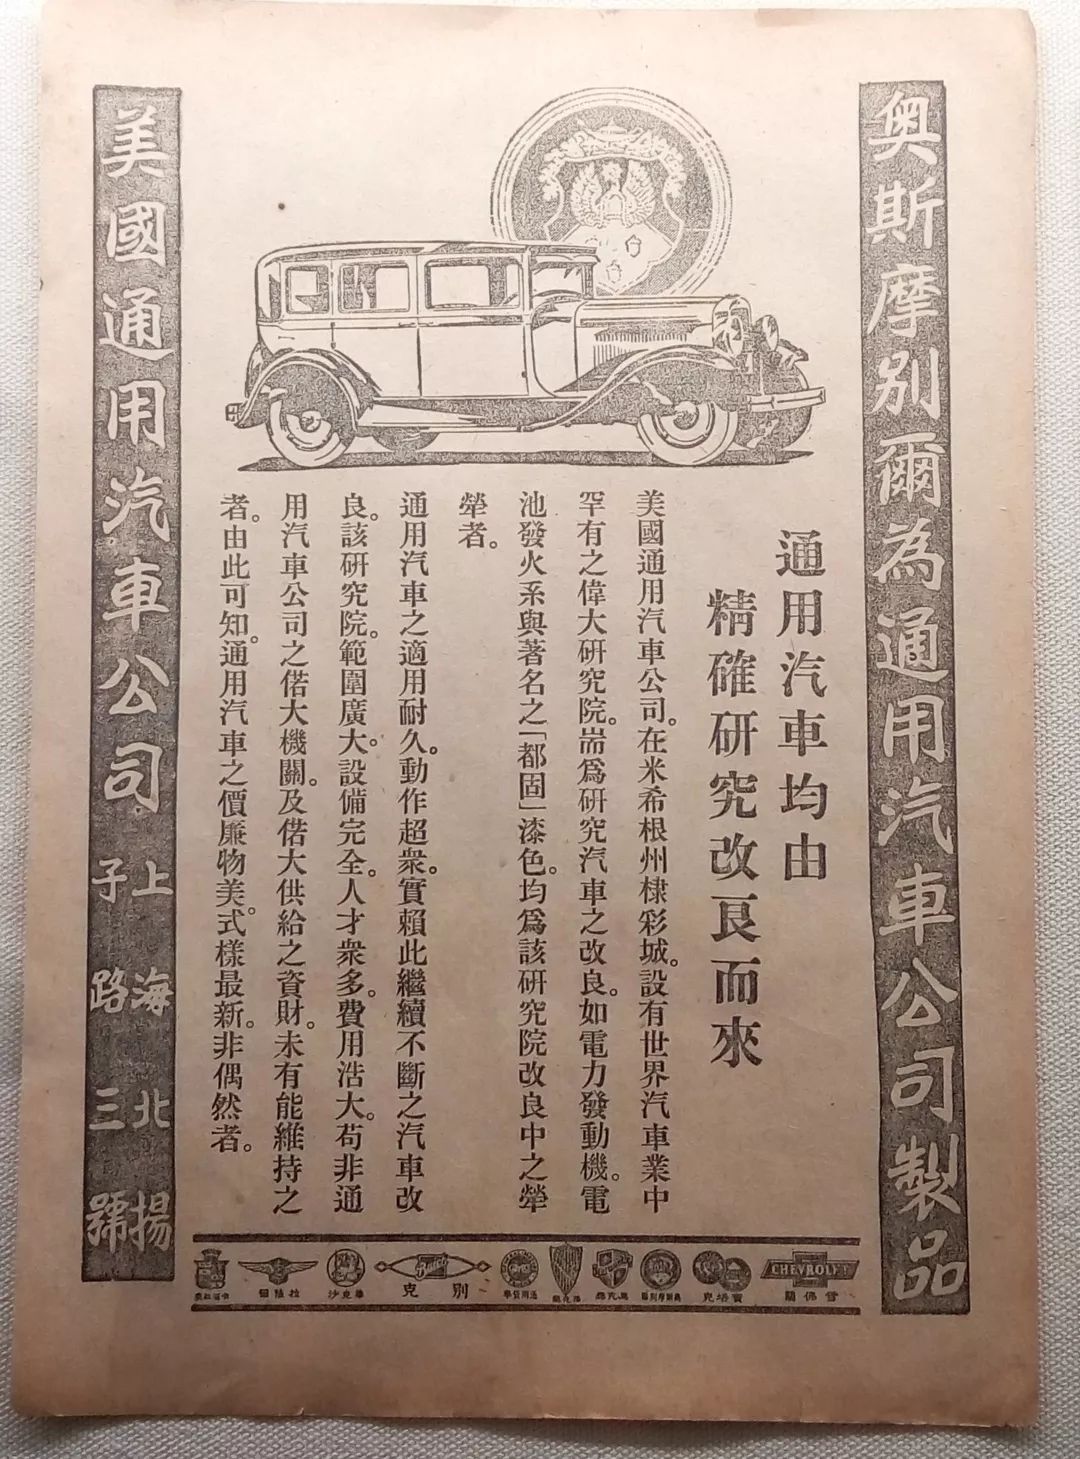 奧斯摩別爾為通用汽車公司製品
通用汽車均由
精確研究改良而來
美國通用汽車公司。在米希根州棣彩城。設有世界汽車業中
罕有之偉大研究院。耑爲研究汽車之改良。如電力發動機。電
池發火系與著名之「都固」漆色。均爲該研究院改良中之犖
犖者。
通用汽車之適用耐久。動作超衆。實賴此繼續不斷之汽車改
良。該研究院。範圍廣大。設備完全。人才衆多。費用浩大。苟非通
用汽車公司之偌大機關。及偌大供給之資財。未有能維持之
者。由此可知。通用汽車之價廉物美。式樣最新。非偶然者。
CHEVROLET
雪佛蘭
Buick
別克
美國通用汽車公司
上海北揚
子路三號